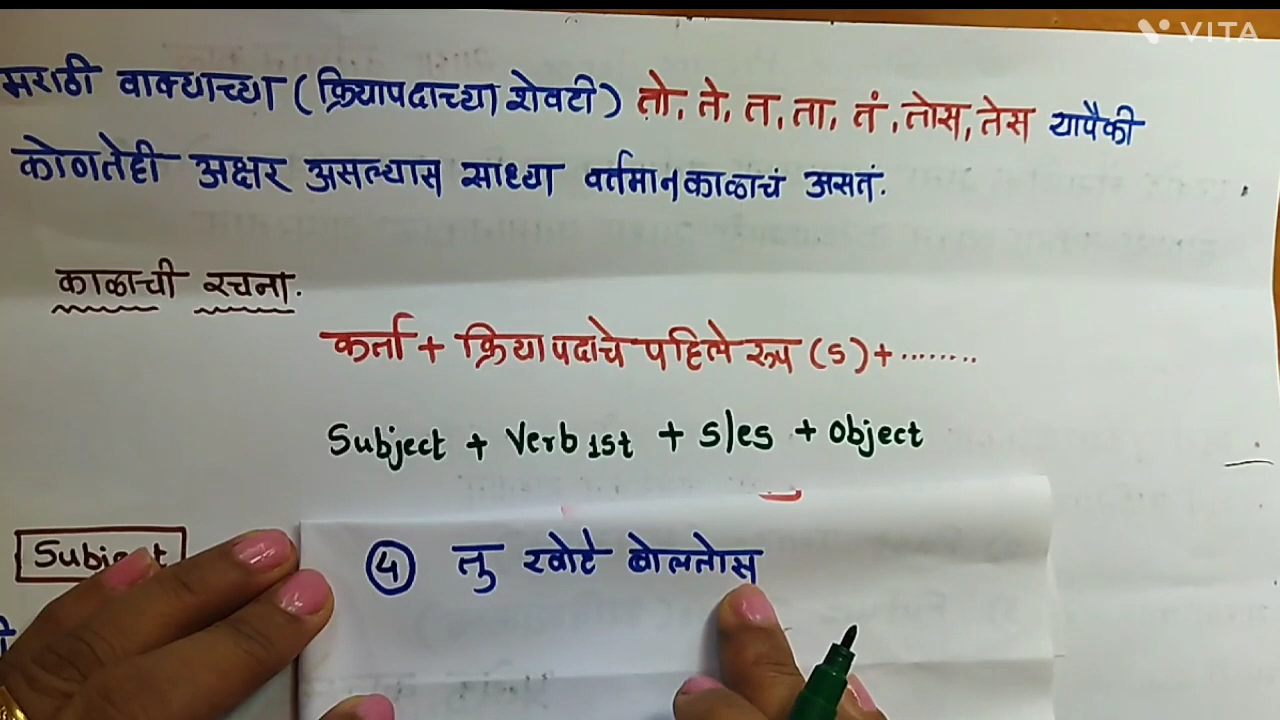 VITA
मराठी वाक्याच्या (क्रियापदाच्या शेवटी) तो, ते, त, ता, तं, तोस, तेस यापैकी
कोणतेही अक्षर असल्यास साध्या वर्तमानकाळाचं असतं.
काळाची रचना.
कर्ता + क्रियापदाचे पहिले रूप (s) + ........
Subject + Verb 1st + s/es + object
Subject
④ तु खोटे बोलतोस